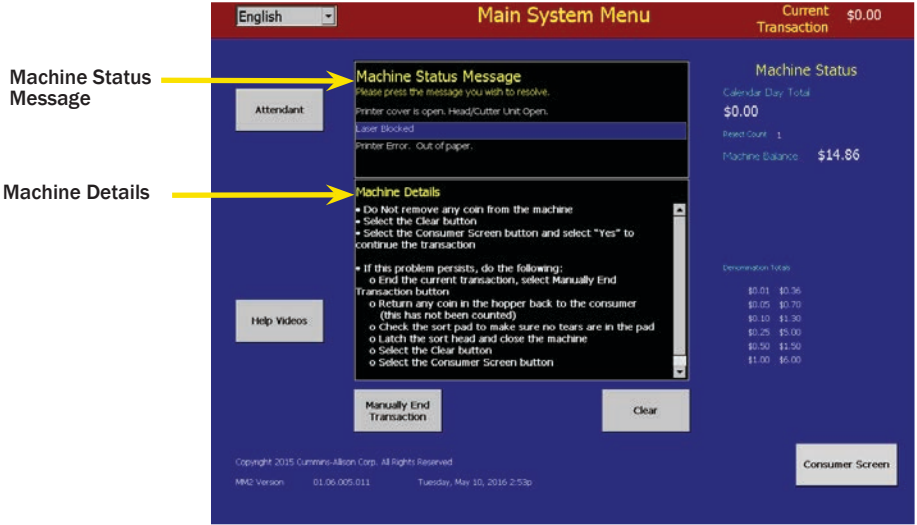 English
Main System Menu
Current
Transaction
$0.00
Machine Status
Message
Machine Details
Attendant
Help Videos
Machine Status Message
Please press the message you wish to resolve.
Printer cover is open. Head/Cutter Unit Open.
Laser Blocked
Printer Error. Out of paper.
Machine Details
• Do Not remove any coin from the machine
• Select the Clear button
• Select the Consumer Screen button and select "Yes" to
continue the transaction
• If this problem persists, do the following:
o End the current transaction, select Manually End
Transaction button
o Return any coin in the hopper back to the consumer
(this has not been counted)
o Check the sort pad to make sure no tears are in the pad
o Latch the sort head and close the machine
o Select the Clear button
o Select the Consumer Screen button
Manually End
Transaction
Clear
Machine Status
Calendar Day Total
$0.00
Reject Count 1
Machine Balance $14.86
Denomination Totals
$0.01 $0.36
$0.05 $0.70
$0.10 $1.30
$0.25 $5.00
$0.50 $1.50
$1.00 $6.00
Consumer Screen
Copyright 2015 Cummins-Allison Corp. All Rights Reserved
MM2 Version 01.06.005.011 Tuesday, May 10, 2016 2:53p